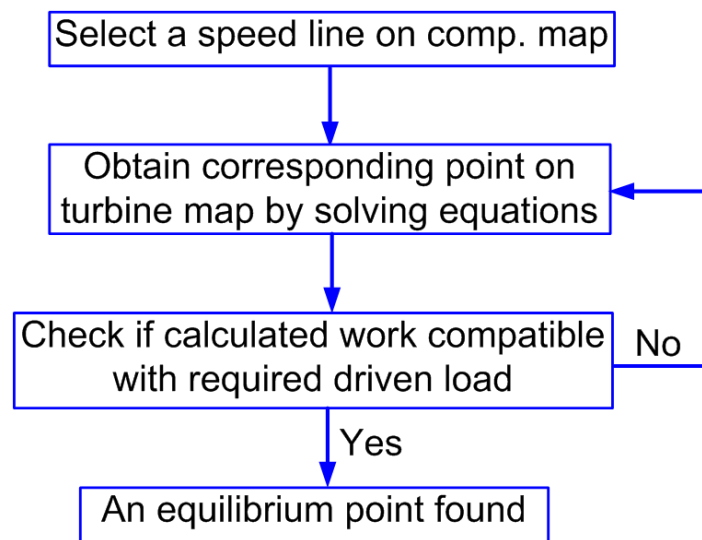 Select a speed line on comp. map
Obtain corresponding point on
turbine map by solving equations
Check if calculated work compatible
with required driven load
No
Yes
An equilibrium point found